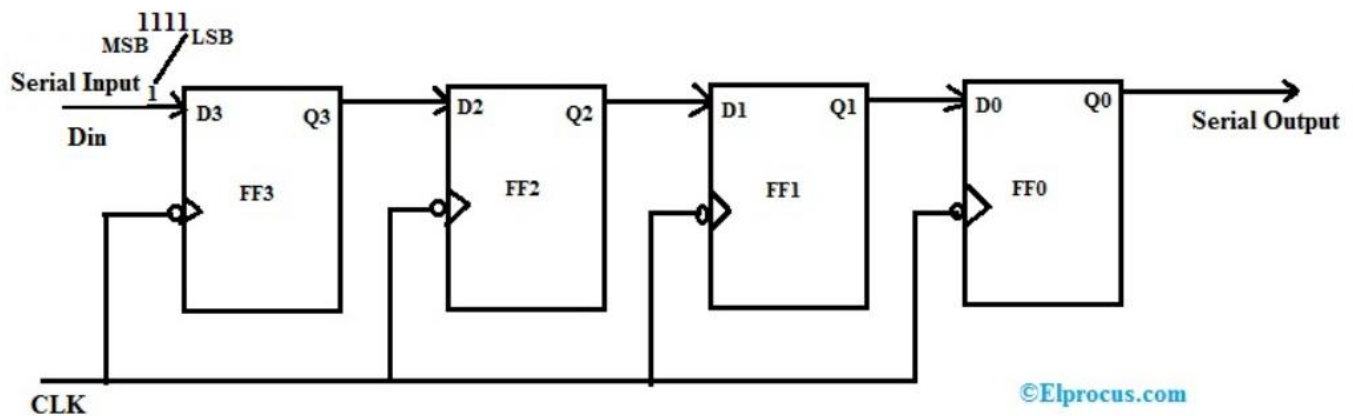 1111
MSB LSB
Serial Input 1
Din
D3 Q3
FF3
D2 Q2
FF2
D1 Q1
FF1
D0 Q0
FF0
Serial Output
CLK
©Elprocus.com